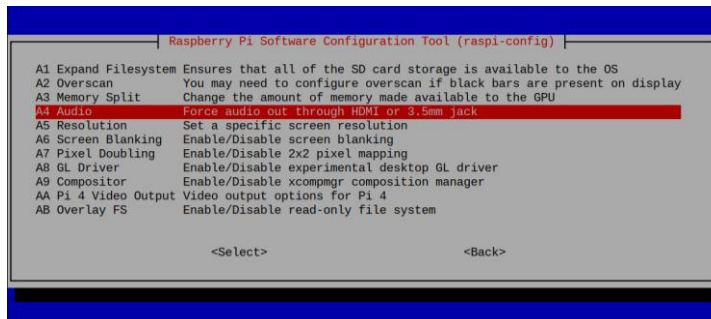 Raspberry Pi Software Configuration Tool (raspi-config)
A1 Expand Filesystem Ensures that all of the SD card storage is available to the OS
A2 Overscan You may need to configure overscan if black bars are present on display
A3 Memory Split Change the amount of memory made available to the GPU
A4 Audio Force audio out through HDMI or 3.5mm jack
A5 Resolution Set a specific screen resolution
A6 Screen Blanking Enable/Disable screen blanking
A7 Pixel Doubling Enable/Disable 2x2 pixel mapping
A8 GL Driver Enable/Disable experimental desktop GL driver
A9 Compositor Enable/Disable xcompmgr composition manager
AA Pi 4 Video Output Video output options for Pi 4
AB Overlay FS Enable/Disable read-only file system
<Select> <Back>